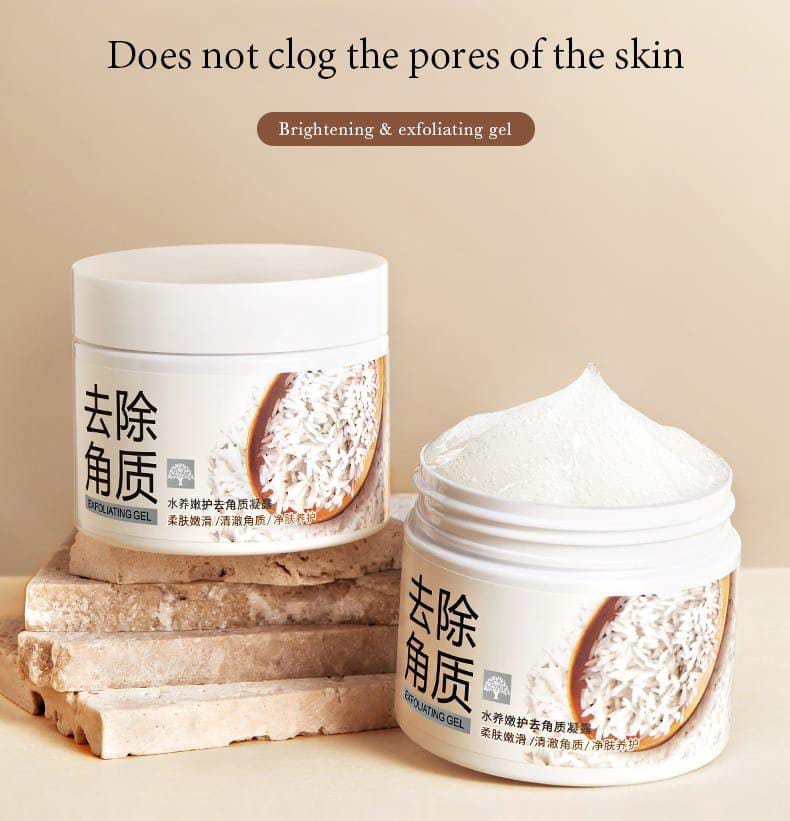 Does not clog the pores of the skin
Brightening & exfoliating gel
去除
角质
EXFOLIATING GEL
水养嫩护去角质凝露
柔肤嫩滑 /清澈角质/ 净肤养护
去除
角质
EXFOLIATING GEL
水养嫩护去角质凝露
柔肤嫩滑 /清澈角质/ 净肤养护